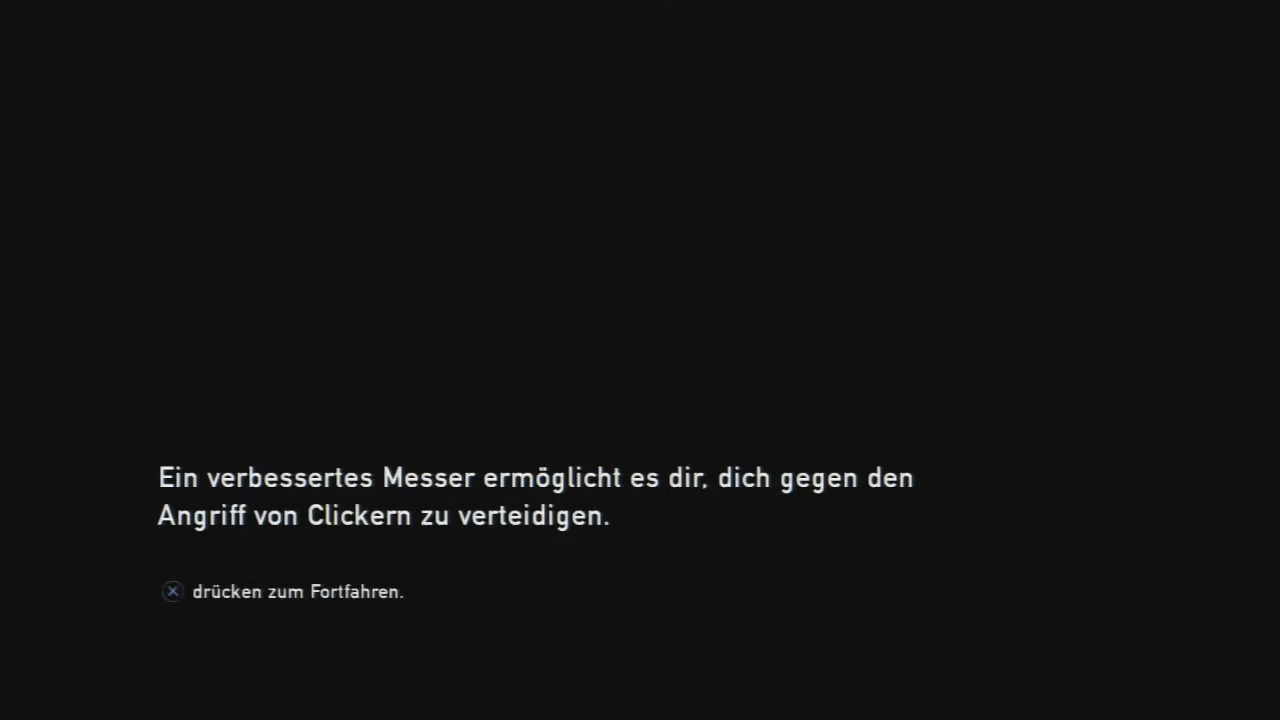 Ein verbessertes Messer ermöglicht es dir, dich gegen den
Angriff von Clickern zu verteidigen.
drücken zum Fortfahren.